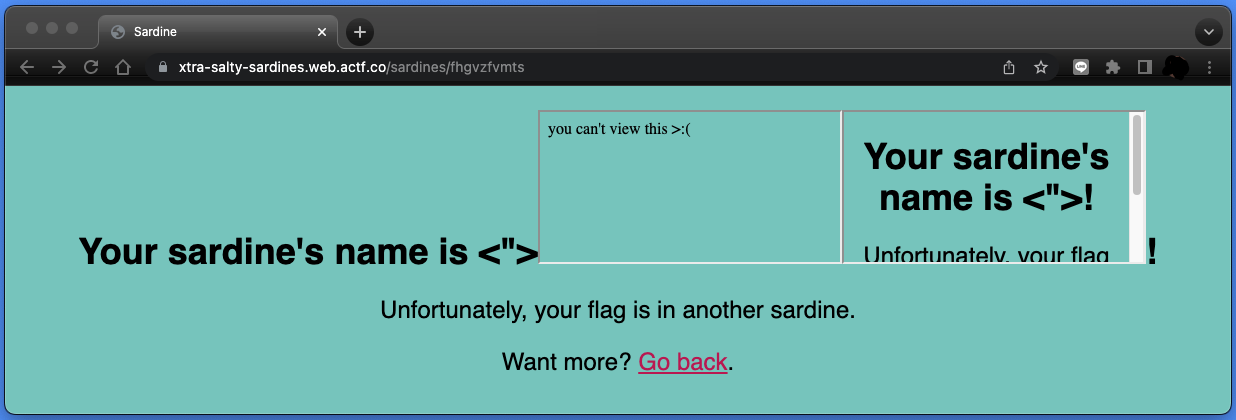 Sardine
xtra-salty-sardines.web.actf.co/sardines/fhgvzfvmts
you can't view this >:(
Your sardine's
name is <">!
Unfortunately, your flag
Your sardine's name is <">!
Unfortunately, your flag is in another sardine.
Want more? Go back.